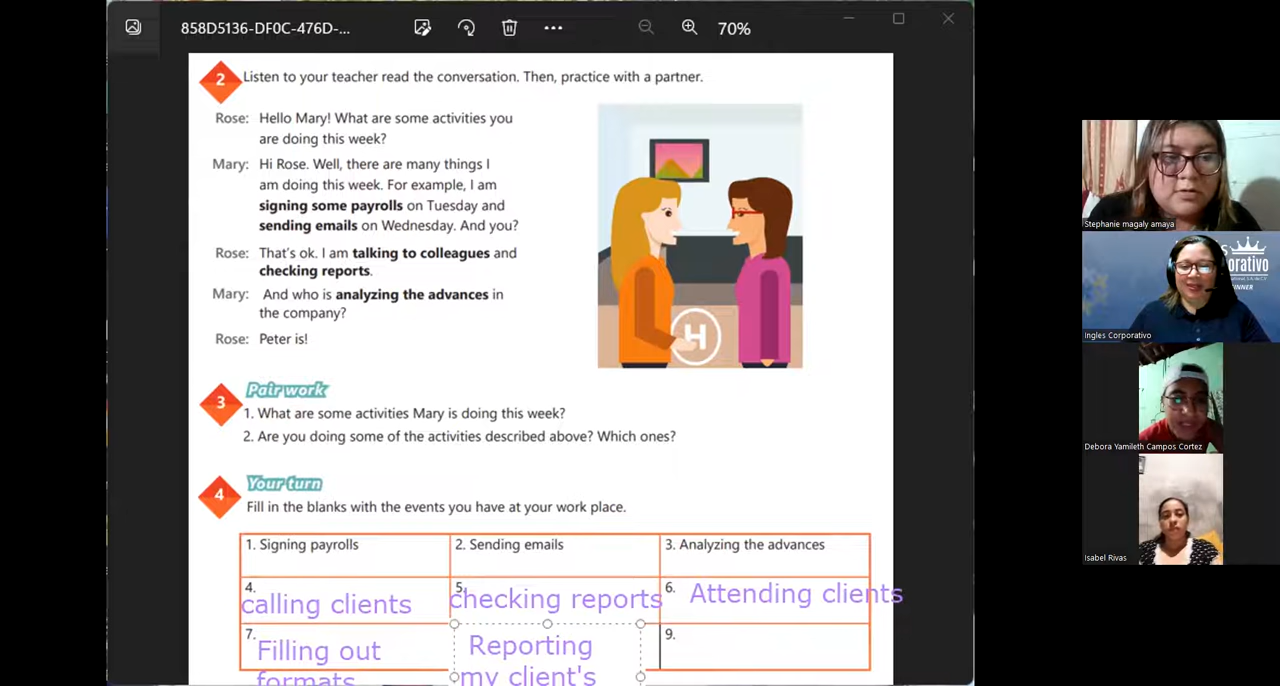 858D5136-DF0C-476D-...
70%
2 Listen to your teacher read the conversation. Then, practice with a partner.
Rose: Hello Mary! What are some activities you
are doing this week?
Mary: Hi Rose. Well, there are many things I
am doing this week. For example, I am
signing some payrolls on Tuesday and
sending emails on Wednesday. And you?
Rose: That's ok. I am talking to colleagues and
checking reports.
Mary: And who is analyzing the advances in
the company?
Rose: Peter is!
H
3 Pair work
1. What are some activities Mary is doing this week?
2. Are you doing some of the activities described above? Which ones?
4 Your turn
Fill in the blanks with the events you have at your work place.
1. Signing payrolls 2. Sending emails 3. Analyzing the advances
4. calling clients 5. checking reports 6. Attending clients
7. Filling out
formats
Reporting
my client's
9.
Stephanie magaly amaya
Ingles Corporativo
Debora Yamileth Campos Cortez
Isabel Rivas